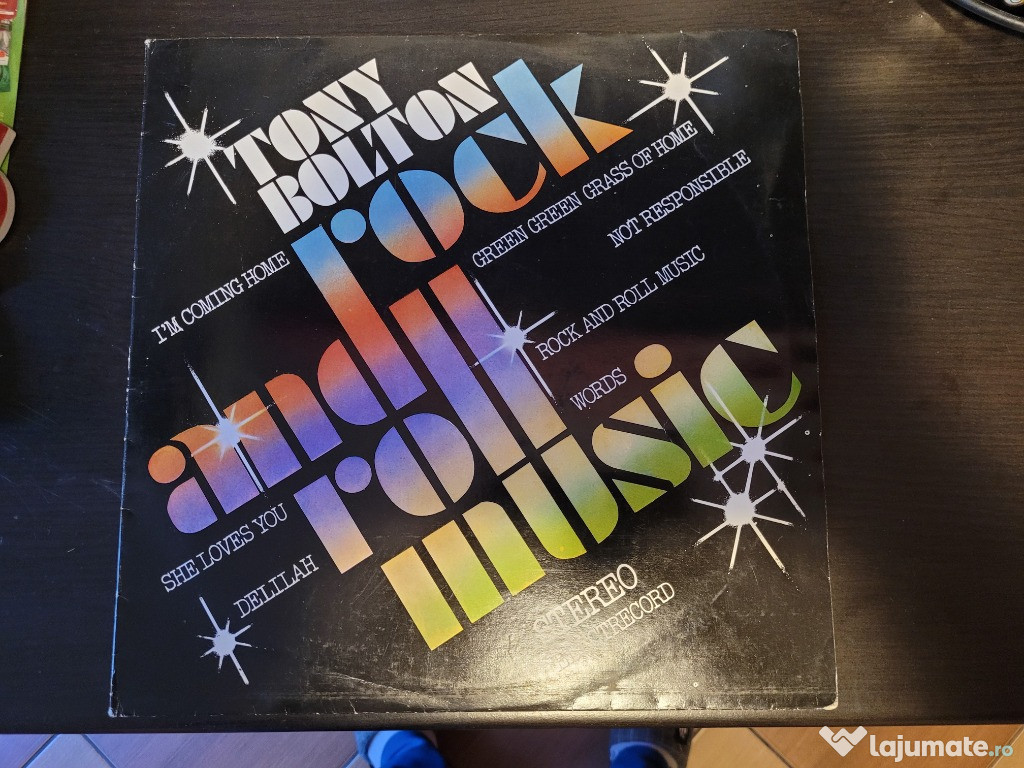 TONY
BOLTON
rock
and
roll
music
I'M COMING HOME
GREEN GREEN GRASS OF HOME
NOT RESPONSIBLE
ROCK AND ROLL MUSIC
WORDS
SHE LOVES YOU
DELILAH
STEREO
lajumate.ro